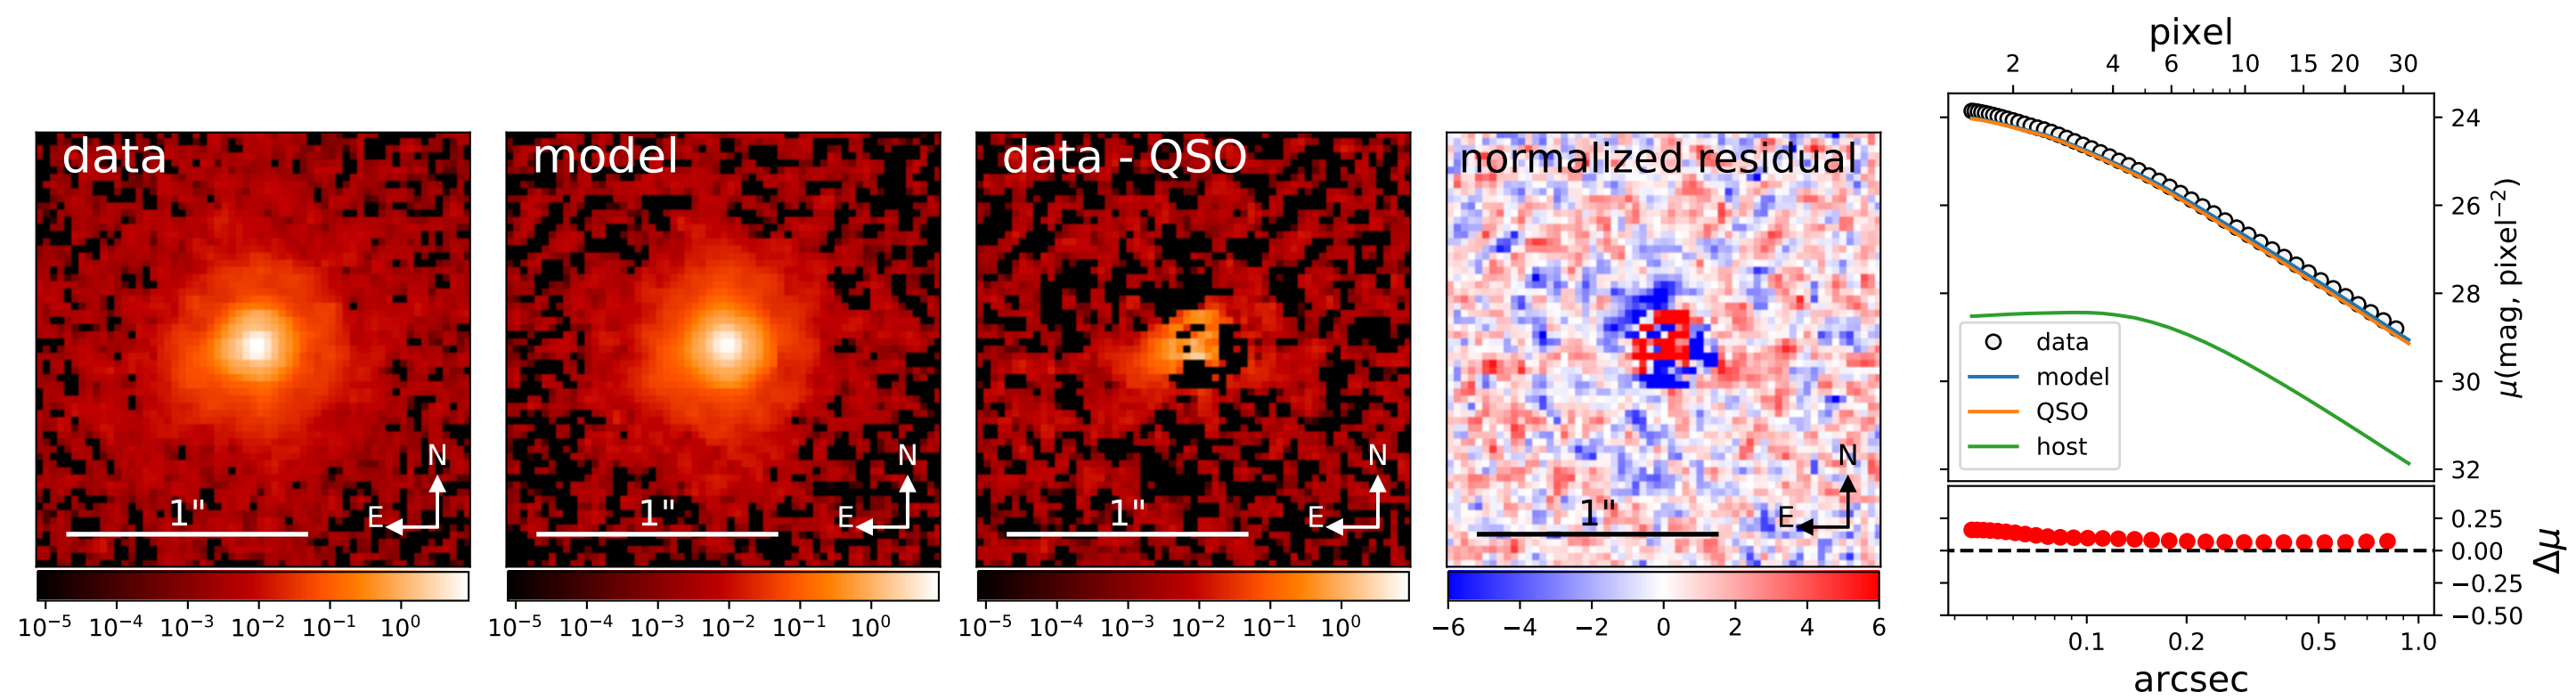 data
N
E
1"
10⁻⁵ 10⁻⁴ 10⁻³ 10⁻² 10⁻¹ 10⁰
model
N
E
1"
10⁻⁵ 10⁻⁴ 10⁻³ 10⁻² 10⁻¹ 10⁰
data - QSO
N
E
1"
10⁻⁵ 10⁻⁴ 10⁻³ 10⁻² 10⁻¹ 10⁰
normalized residual
N
E
1"
−6 −4 −2 0 2 4 6
pixel
2 4 6 10 15 20 30
24
26
28
30
32
μ(mag, pixel⁻²)
data
model
QSO
host
0.25
0.00
−0.25
−0.50
Δμ
0.1 0.2 0.5 1.0
arcsec